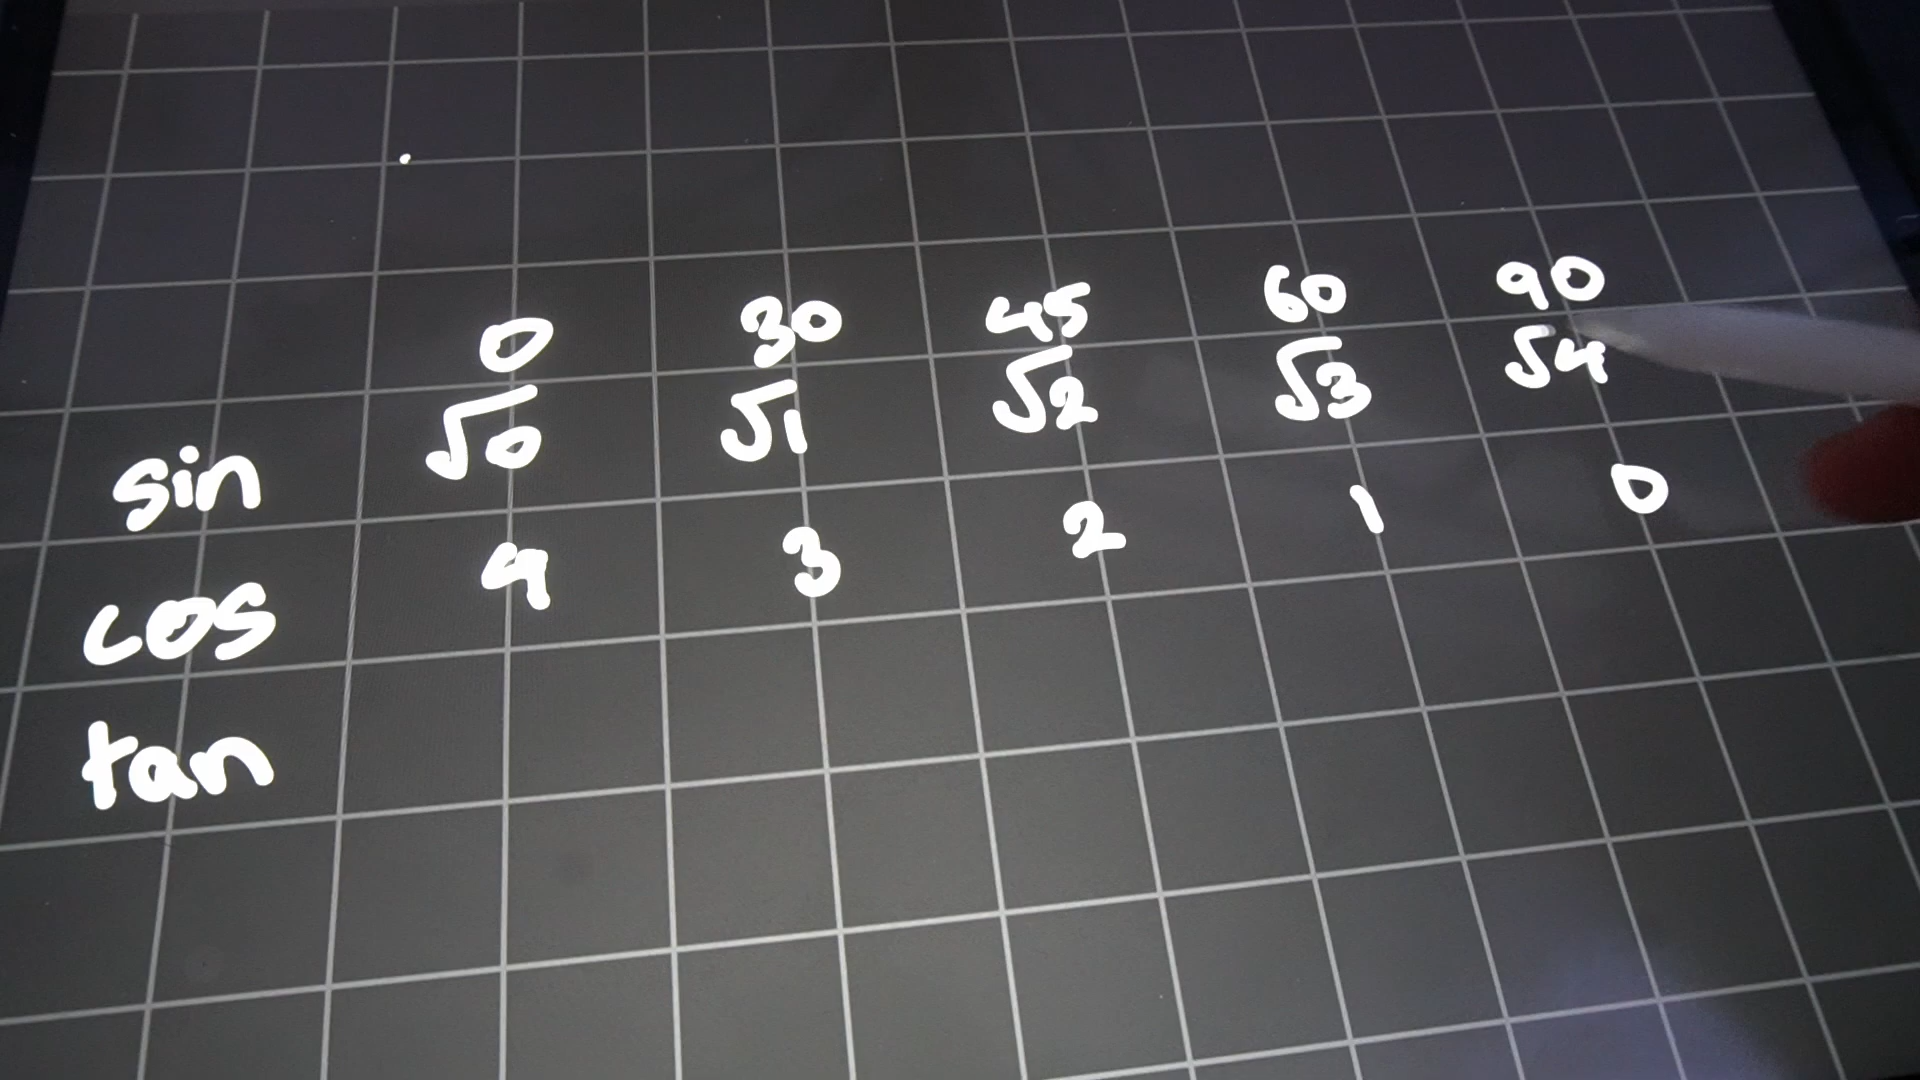 0 30 45 60 90
sin √0 √1 √2 √3 √4
cos 4 3 2 1 0
tan